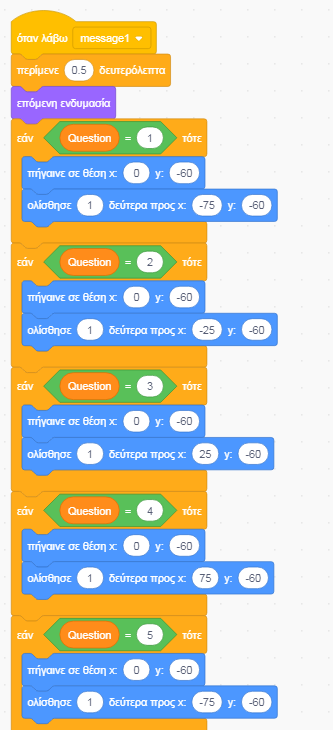 όταν λάβω message1
περίμενε 0.5 δευτερόλεπτα
επόμενη ενδυμασία
εάν Question = 1 τότε
πήγαινε σε θέση x: 0 y: -60
ολίσθησε 1 δεύτερα προς x: -75 y: -60
εάν Question = 2 τότε
πήγαινε σε θέση x: 0 y: -60
ολίσθησε 1 δεύτερα προς x: -25 y: -60
εάν Question = 3 τότε
πήγαινε σε θέση x: 0 y: -60
ολίσθησε 1 δεύτερα προς x: 25 y: -60
εάν Question = 4 τότε
πήγαινε σε θέση x: 0 y: -60
ολίσθησε 1 δεύτερα προς x: 75 y: -60
εάν Question = 5 τότε
πήγαινε σε θέση x: 0 y: -60
ολίσθησε 1 δεύτερα προς x: -75 y: -60